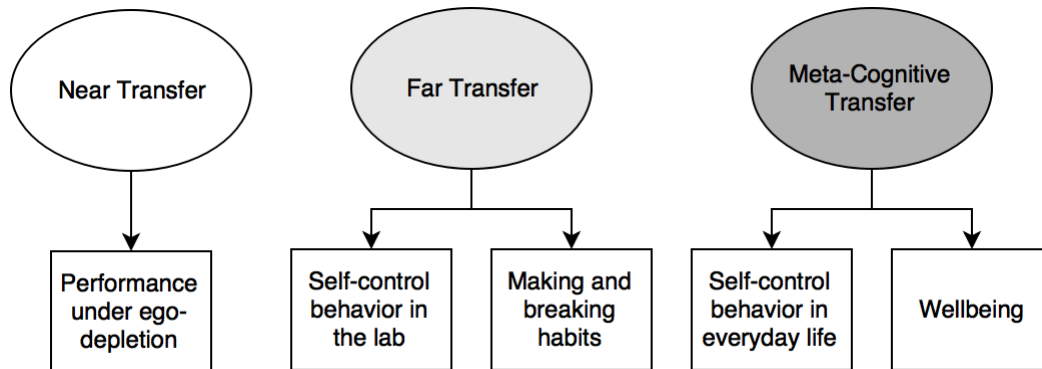 Near Transfer
Far Transfer
Meta-Cognitive
Transfer
Performance
under ego-
depletion
Self-control
behavior in
the lab
Making and
breaking
habits
Self-control
behavior in
everyday life
Wellbeing